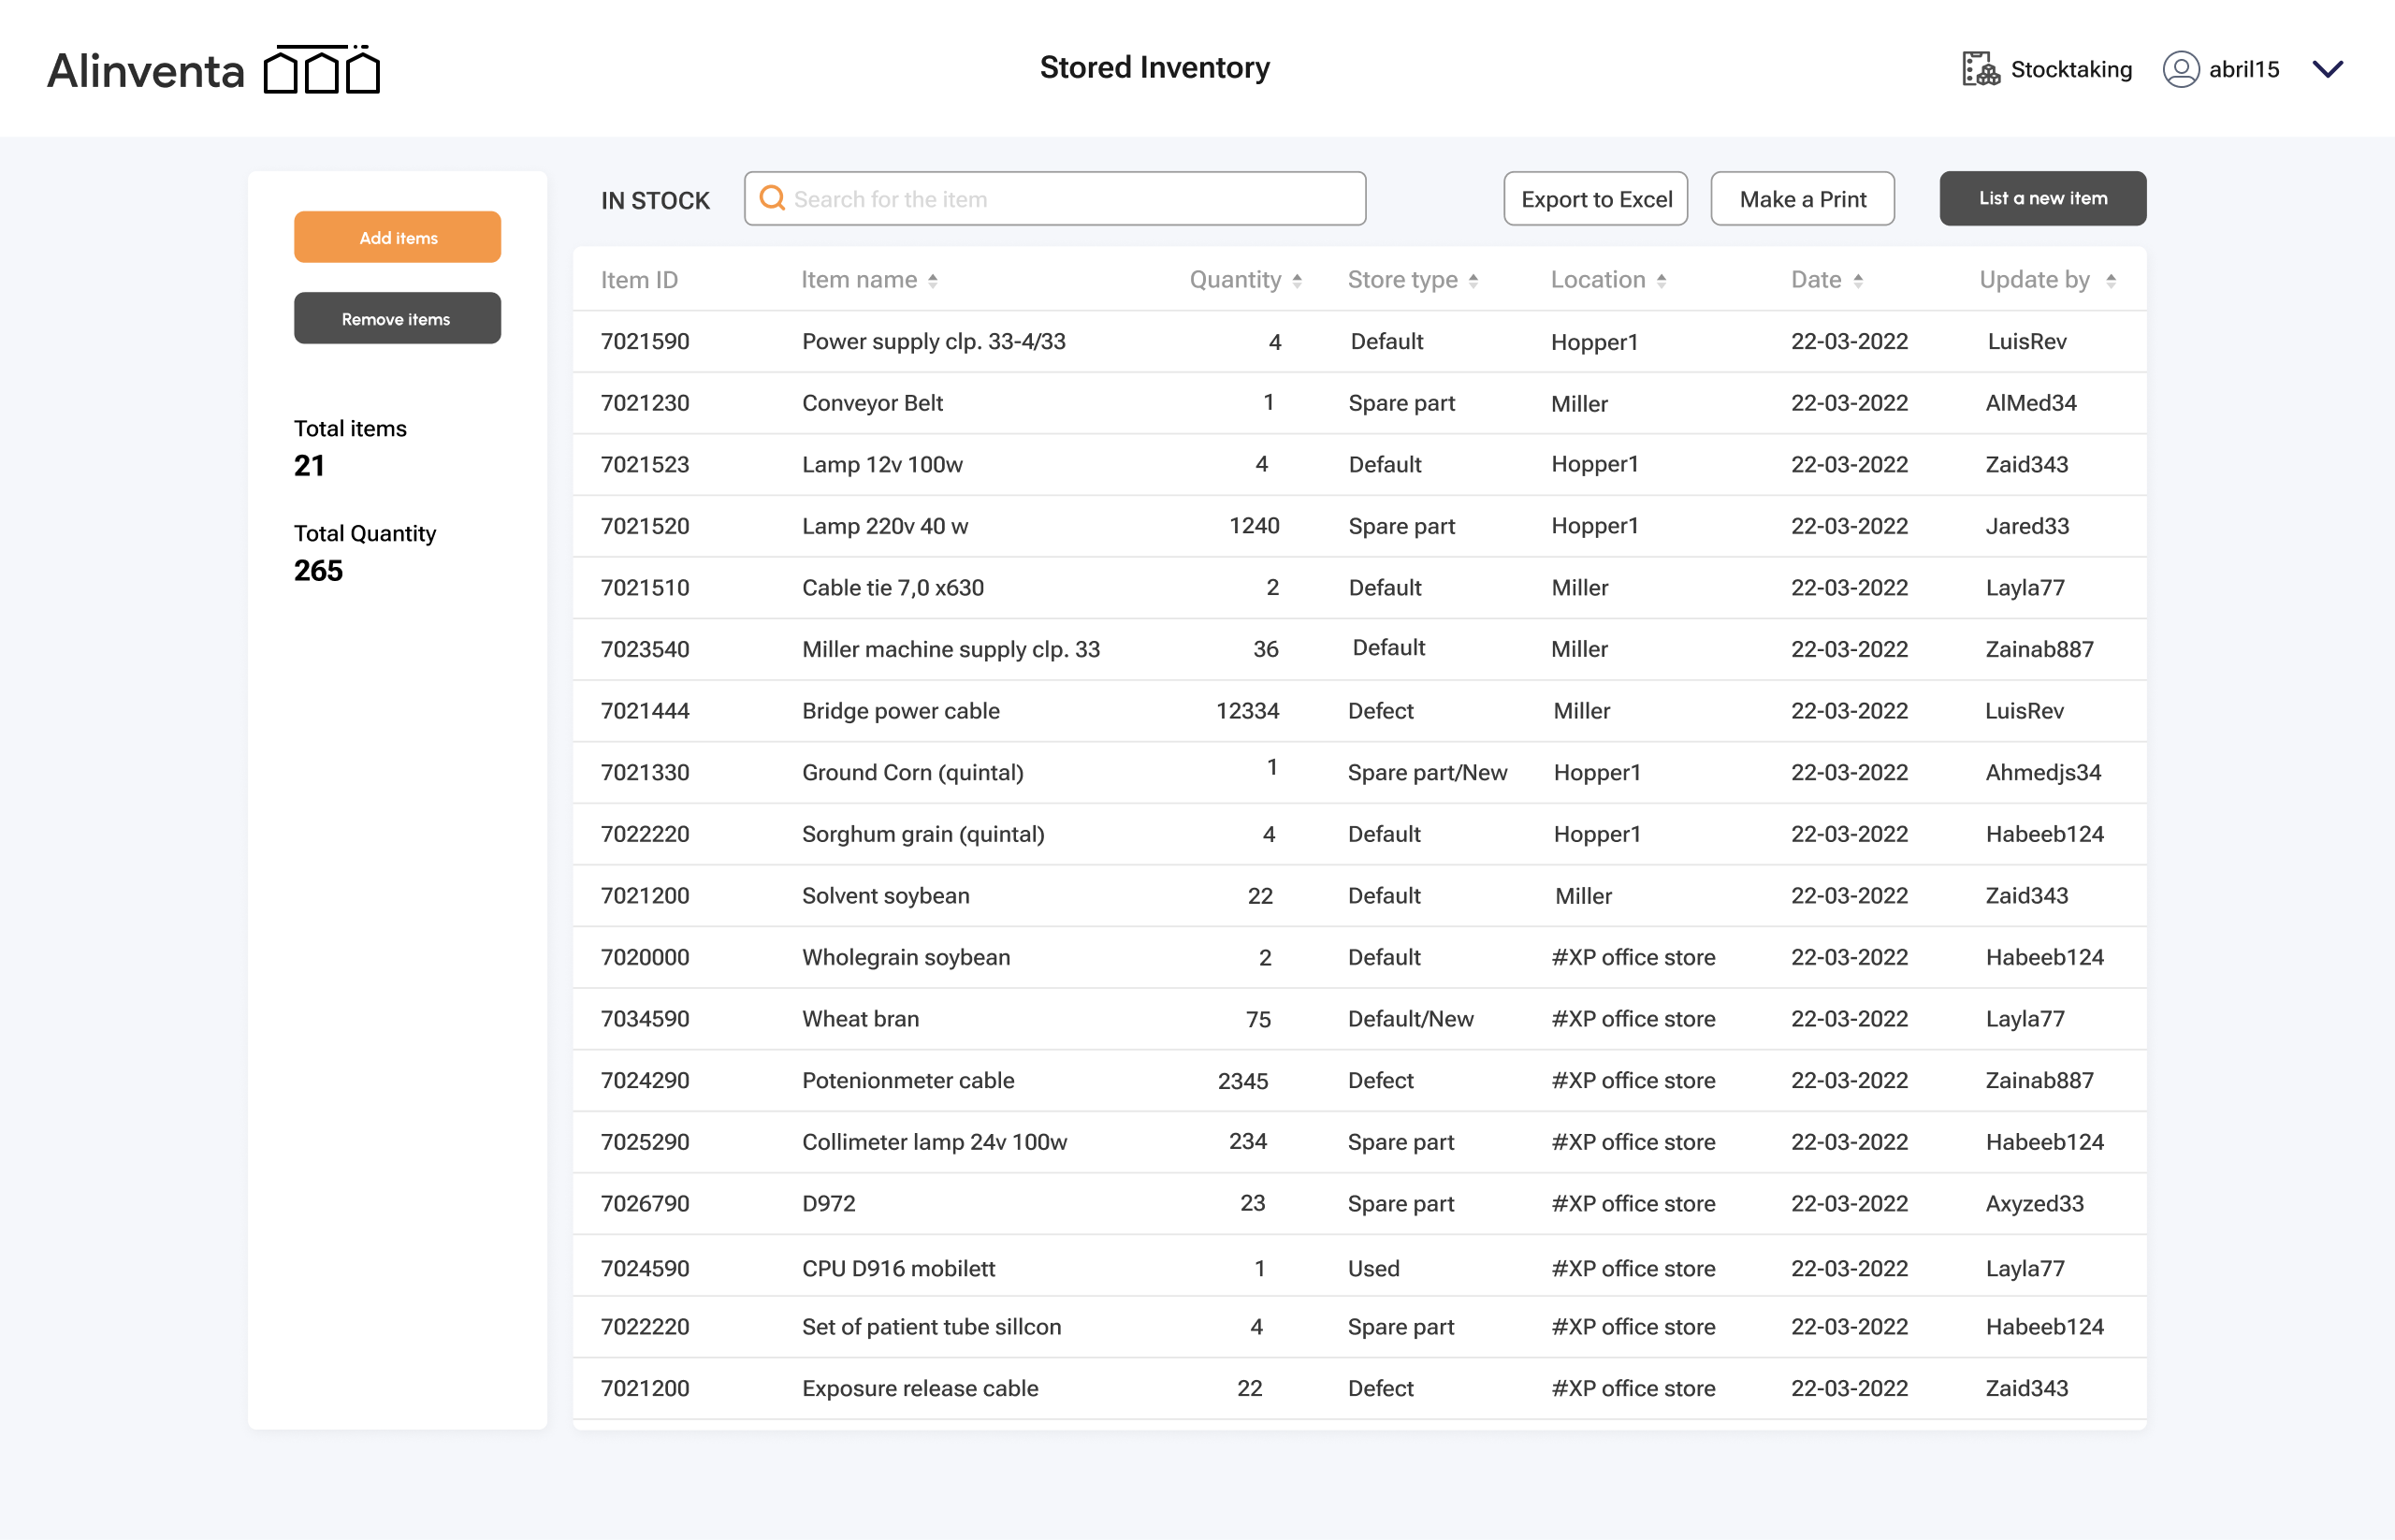 Alinventa
Stored Inventory
Stocktaking
abril15
Add items
Remove items
Total items
21
Total Quantity
265
IN STOCK
Search for the item
Export to Excel
Make a Print
List a new item
Item ID Item name Quantity Store type Location Date Update by
7021590 Power supply clp. 33-4/33 4 Default Hopper1 22-03-2022 LuisRev
7021230 Conveyor Belt 1 Spare part Miller 22-03-2022 AlMed34
7021523 Lamp 12v 100w 4 Default Hopper1 22-03-2022 Zaid343
7021520 Lamp 220v 40 w 1240 Spare part Hopper1 22-03-2022 Jared33
7021510 Cable tie 7,0 x630 2 Default Miller 22-03-2022 Layla77
7023540 Miller machine supply clp. 33 36 Default Miller 22-03-2022 Zainab887
7021444 Bridge power cable 12334 Defect Miller 22-03-2022 LuisRev
7021330 Ground Corn (quintal) 1 Spare part/New Hopper1 22-03-2022 Ahmedjs34
7022220 Sorghum grain (quintal) 4 Default Hopper1 22-03-2022 Habeeb124
7021200 Solvent soybean 22 Default Miller 22-03-2022 Zaid343
7020000 Wholegrain soybean 2 Default #XP office store 22-03-2022 Habeeb124
7034590 Wheat bran 75 Default/New #XP office store 22-03-2022 Layla77
7024290 Potenionmeter cable 2345 Defect #XP office store 22-03-2022 Zainab887
7025290 Collimeter lamp 24v 100w 234 Spare part #XP office store 22-03-2022 Habeeb124
7026790 D972 23 Spare part #XP office store 22-03-2022 Axyzed33
7024590 CPU D916 mobilett 1 Used #XP office store 22-03-2022 Layla77
7022220 Set of patient tube sillcon 4 Spare part #XP office store 22-03-2022 Habeeb124
7021200 Exposure release cable 22 Defect #XP office store 22-03-2022 Zaid343